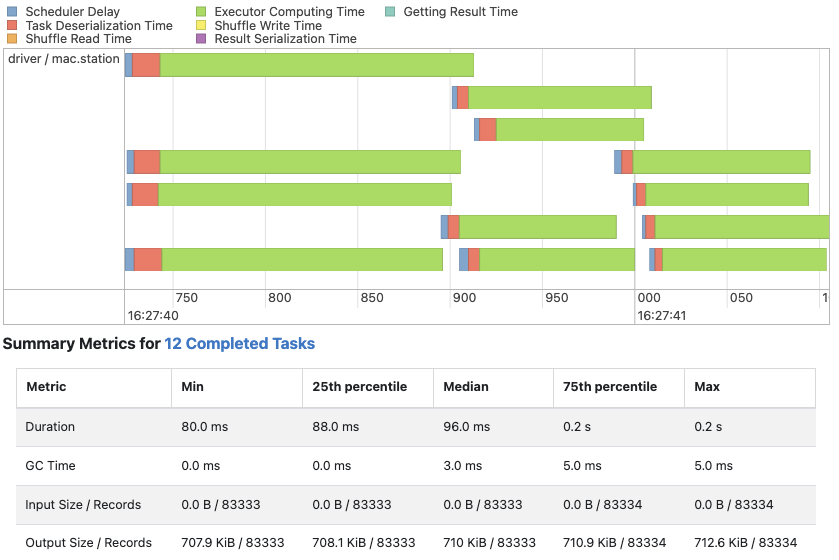 Scheduler Delay Executor Computing Time Getting Result Time
Task Deserialization Time Shuffle Write Time
Shuffle Read Time Result Serialization Time
driver / mac.station
750 800 850 900 950 000 050
16:27:40 16:27:41
Summary Metrics for 12 Completed Tasks
Metric Min 25th percentile Median 75th percentile Max
Duration 80.0 ms 88.0 ms 96.0 ms 0.2 s 0.2 s
GC Time 0.0 ms 0.0 ms 3.0 ms 5.0 ms 5.0 ms
Input Size / Records 0.0 B / 83333 0.0 B / 83333 0.0 B / 83333 0.0 B / 83334 0.0 B / 83334
Output Size / Records 707.9 KiB / 83333 708.1 KiB / 83333 710 KiB / 83333 710.9 KiB / 83334 712.6 KiB / 83334